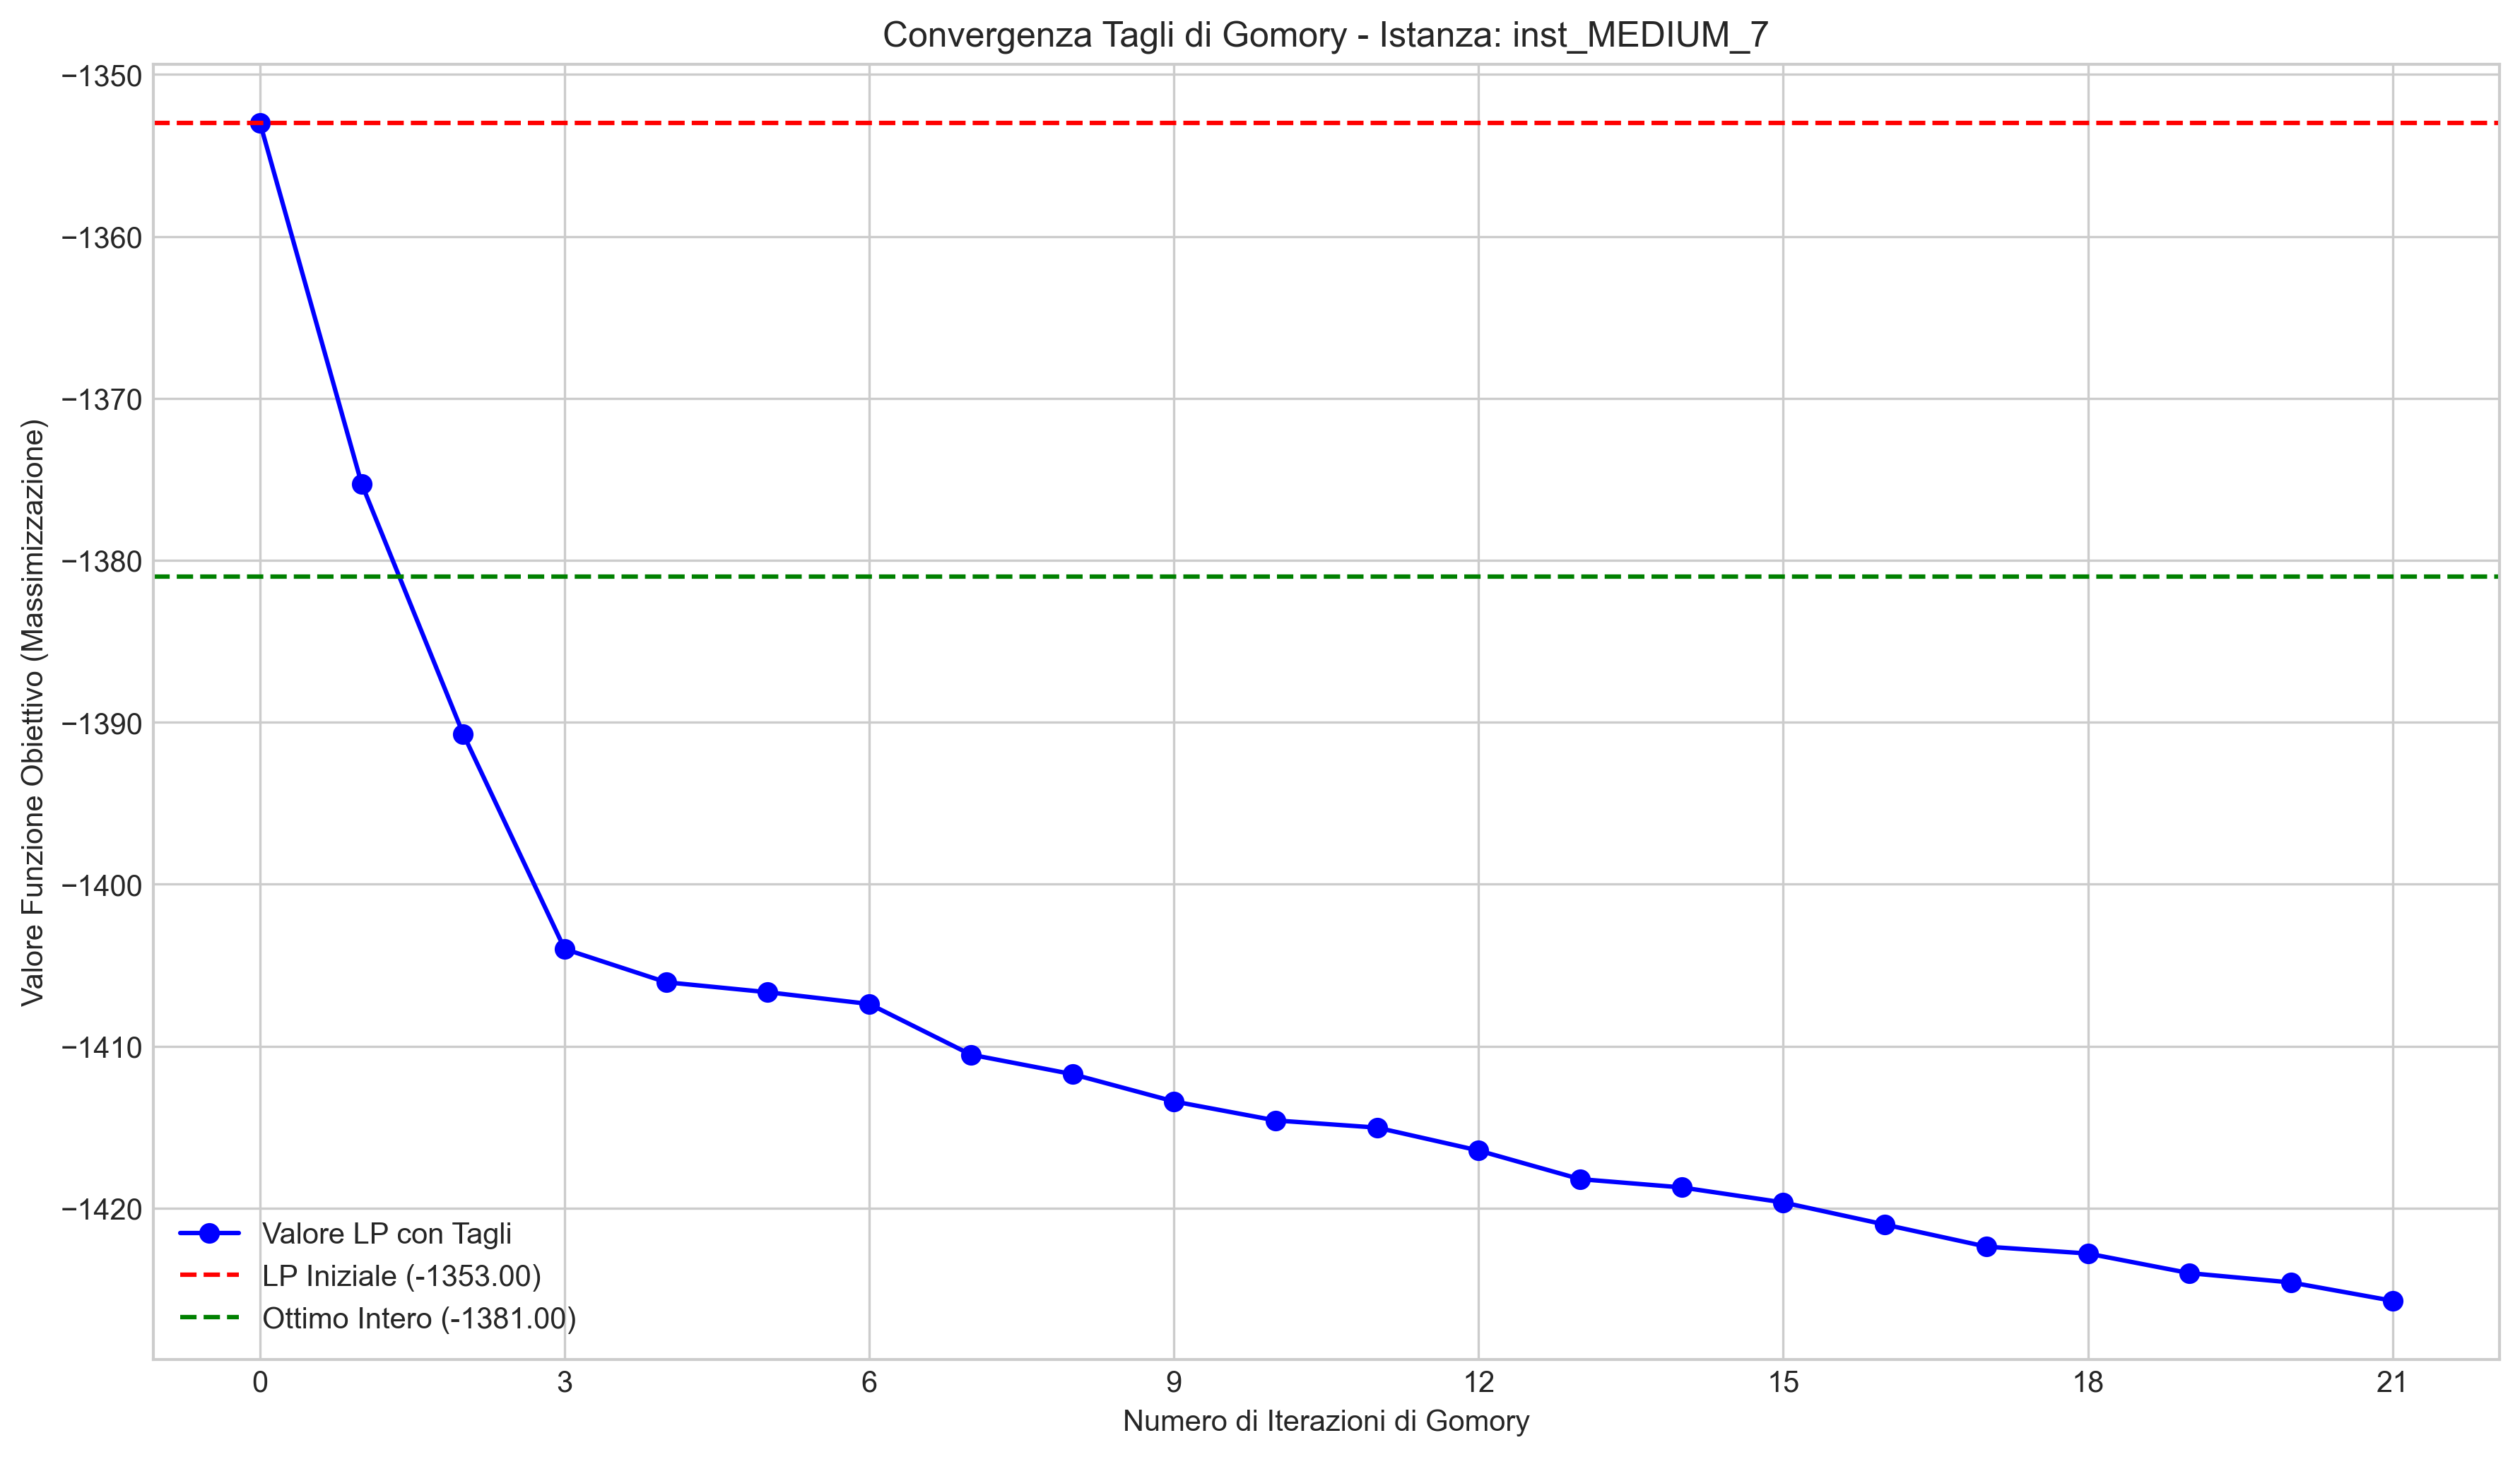 Convergenza Tagli di Gomory - Istanza: inst_MEDIUM_7
Valore Funzione Obiettivo (Massimizzazione)
−1350
−1360
−1370
−1380
−1390
−1400
−1410
−1420
Valore LP con Tagli
LP Iniziale (-1353.00)
Ottimo Intero (-1381.00)
0 3 6 9 12 15 18 21
Numero di Iterazioni di Gomory